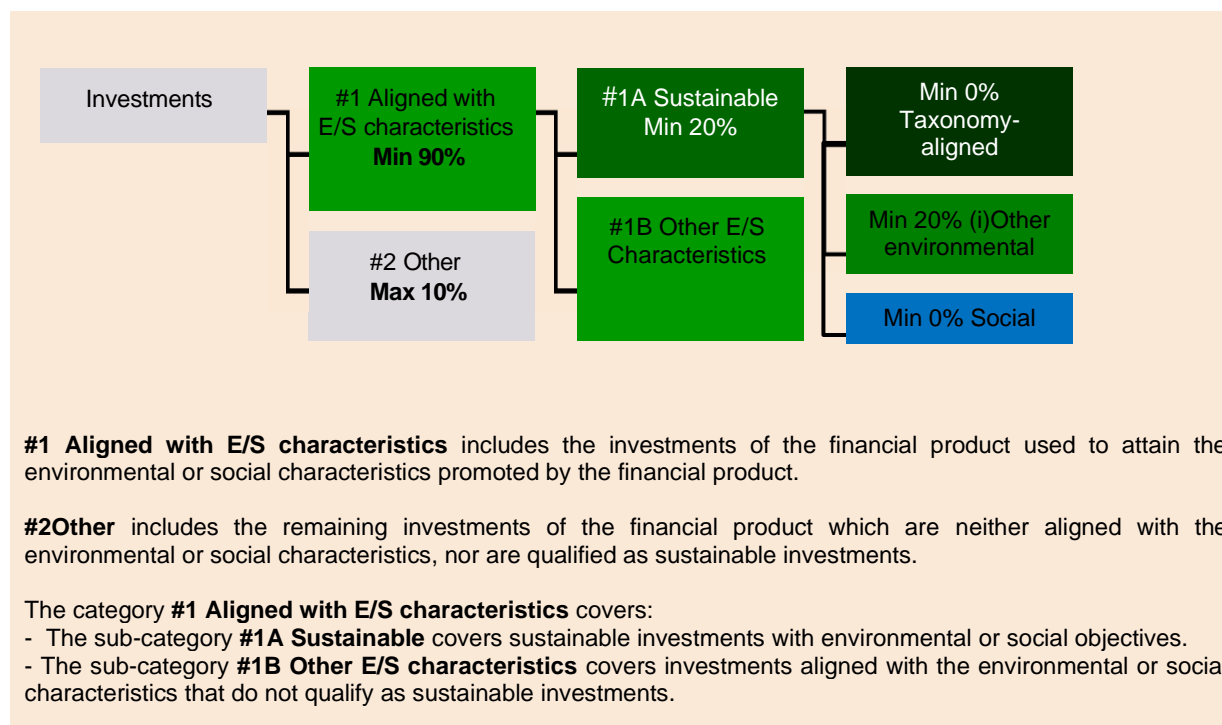 Investments
#1 Aligned with
E/S characteristics
Min 90%
#2 Other
Max 10%
#1A Sustainable
Min 20%
#1B Other E/S
Characteristics
Min 0%
Taxonomy-
aligned
Min 20% (i)Other
environmental
Min 0% Social
#1 Aligned with E/S characteristics includes the investments of the financial product used to attain the
environmental or social characteristics promoted by the financial product.
#2Other includes the remaining investments of the financial product which are neither aligned with the
environmental or social characteristics, nor are qualified as sustainable investments.
The category #1 Aligned with E/S characteristics covers:
- The sub-category #1A Sustainable covers sustainable investments with environmental or social objectives.
- The sub-category #1B Other E/S characteristics covers investments aligned with the environmental or social
characteristics that do not qualify as sustainable investments.